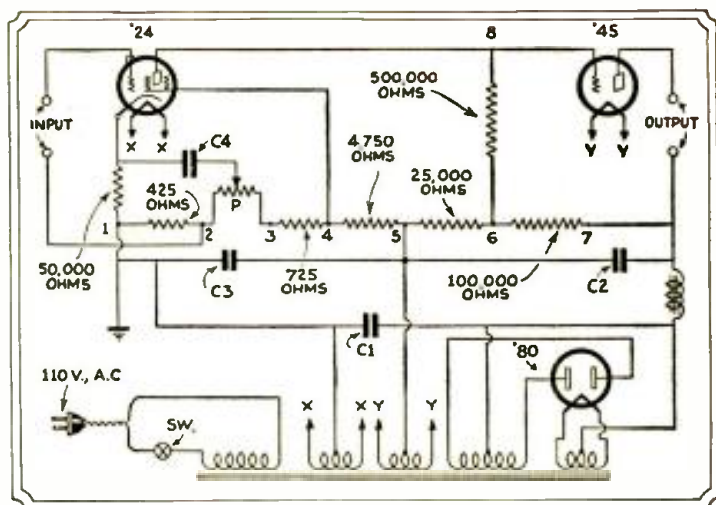 '24
8
'45
INPUT
500,000
OHMS
OUTPUT
X X
C4
Y Y
4,750
OHMS
425
OHMS
25,000
OHMS
P
1
2
3
4
5
6
7
50,000
OHMS
C3
725
OHMS
100,000
OHMS
C2
C1
'80
110 V., A.C
SW.
X X Y Y